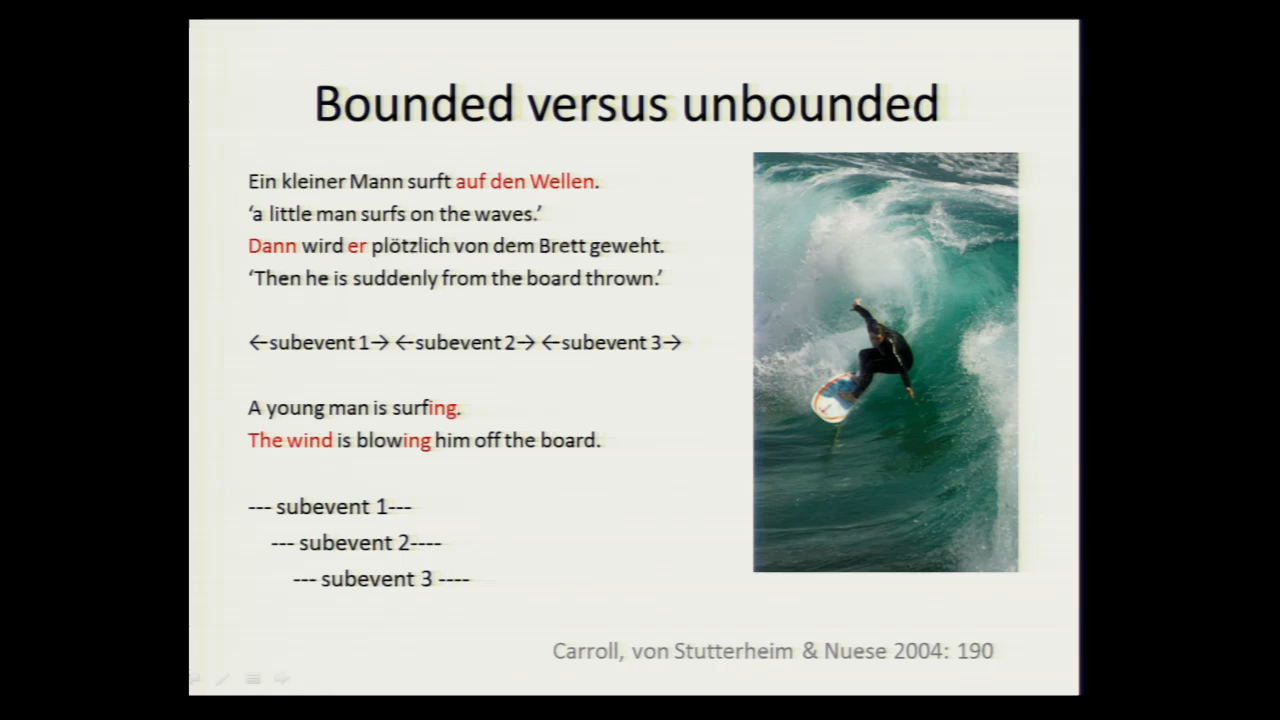 Bounded versus unbounded
Ein kleiner Mann surft auf den Wellen.
‘a little man surfs on the waves.’
Dann wird er plötzlich von dem Brett geweht.
‘Then he is suddenly from the board thrown.’
←subevent 1→ ←subevent 2→ ←subevent 3→
A young man is surfing.
The wind is blowing him off the board.
--- subevent 1---
--- subevent 2----
--- subevent 3 ----
Carroll, von Stutterheim & Nuese 2004: 190